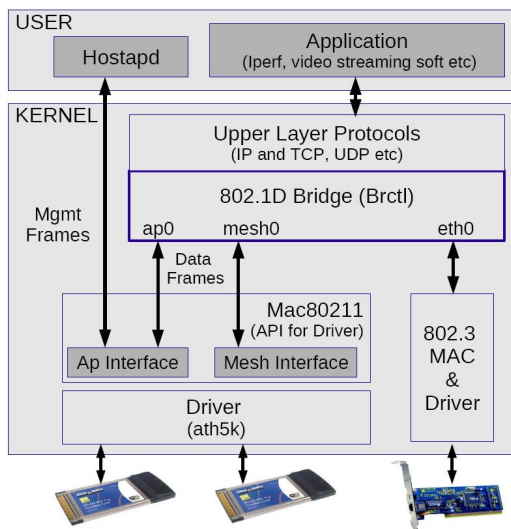 USER
Hostapd
Application
(Iperf, video streaming soft etc)
KERNEL
Upper Layer Protocols
(IP and TCP, UDP etc)
802.1D Bridge (Brctl)
ap0 mesh0 eth0
Mgmt
Frames
Data
Frames
Mac80211
(API for Driver)
Ap Interface Mesh Interface
802.3
MAC
&
Driver
Driver
(ath5k)